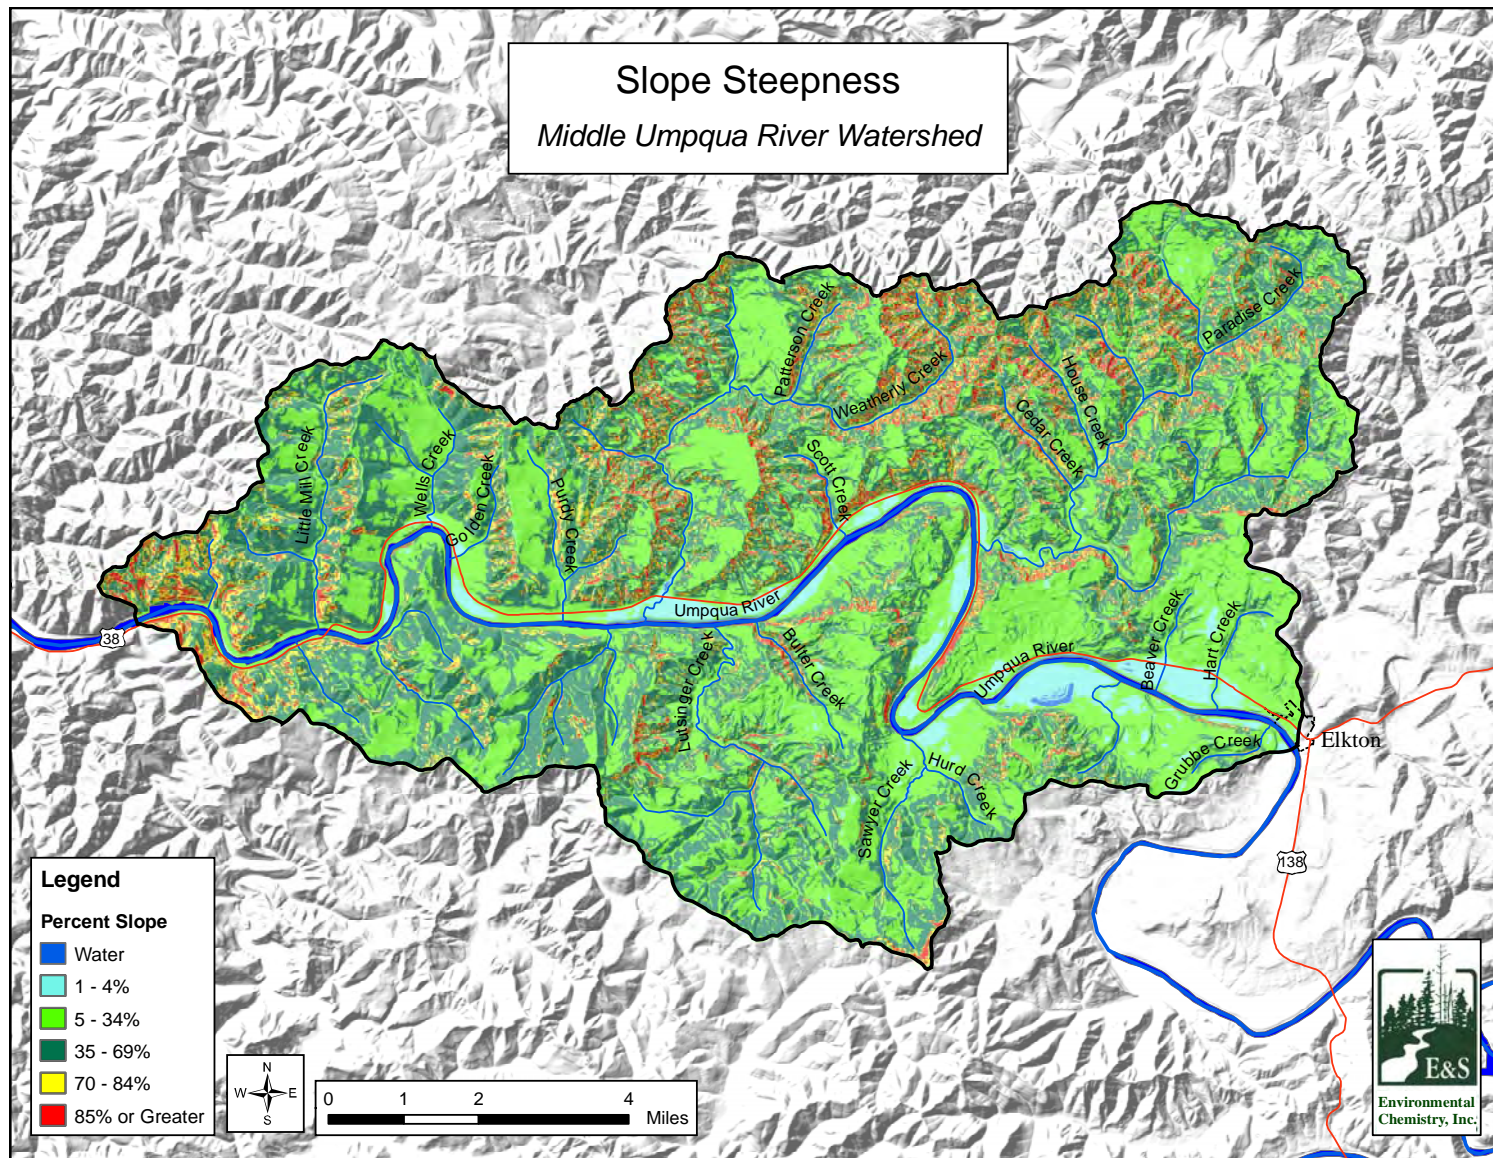 Slope Steepness
Middle Umpqua River Watershed
Paradise Creek
Patterson Creek
Weatherly Creek
House Creek
Cedar Creek
Scott Creek
Little Mill Creek
Wells Creek
Golden Creek
Purdy Creek
Umpqua River
Umpqua River
Beaver Creek
Hart Creek
38
Lutsinger Creek
Butler Creek
Sawyer Creek
Hurd Creek
Grubbe Creek
Elkton
138
Legend
Percent Slope
Water
1 - 4%
5 - 34%
35 - 69%
70 - 84%
85% or Greater
N
W E
S
0 1 2 4
Miles
E&S
Environmental
Chemistry, Inc.